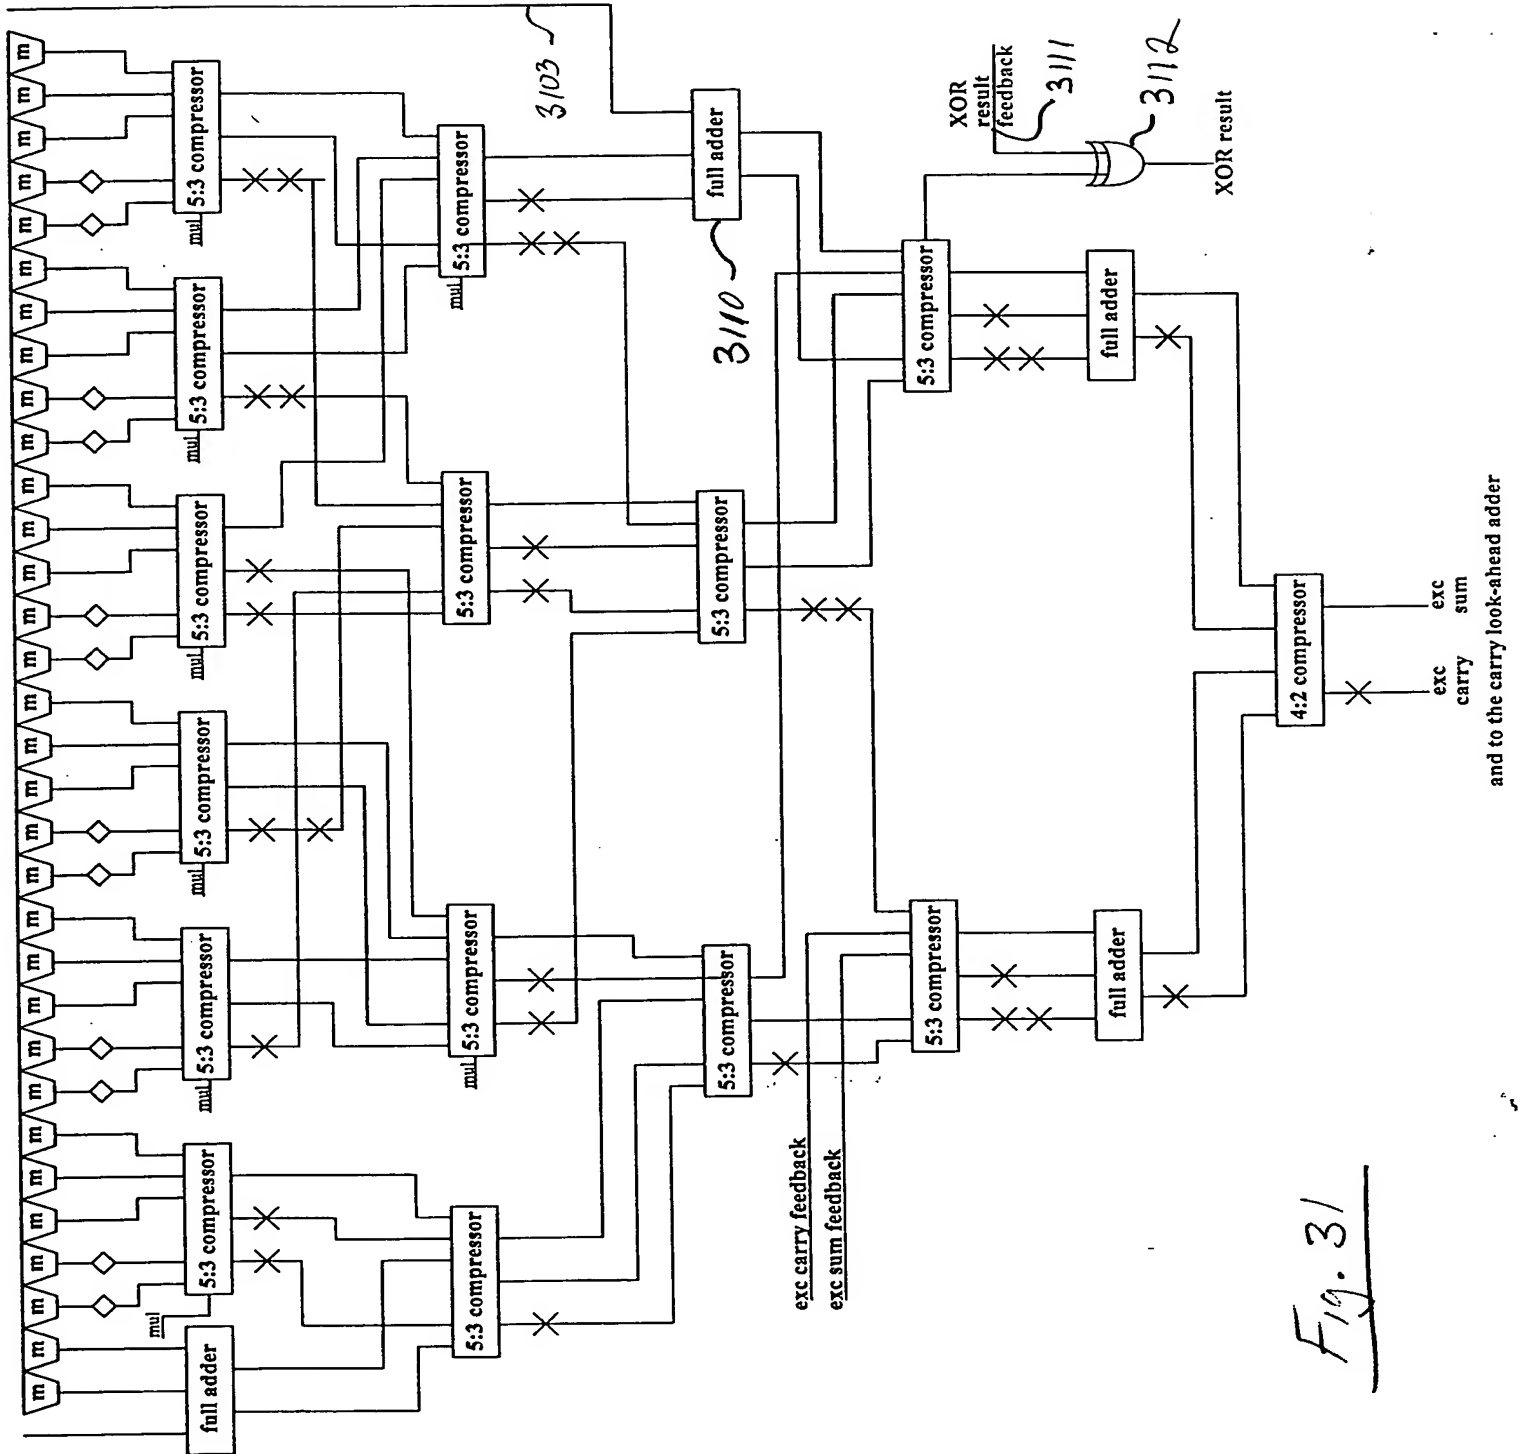 m m m m m m m m m m m m m m m m m m m m m m m m m m m m m m m m
mul mul mul mul mul mul
full adder 5:3 compressor 5:3 compressor 5:3 compressor 5:3 compressor 5:3 compressor 5:3 compressor
mul mul
5:3 compressor 5:3 compressor 5:3 compressor 5:3 compressor
3103
5:3 compressor 5:3 compressor full adder
3110
exc carry feedback
exc sum feedback
5:3 compressor 5:3 compressor
XOR
result
feedback
3111
full adder full adder
3112
XOR result
4:2 compressor
exc
carry
exc
sum
and to the carry look-ahead adder
Fig. 31